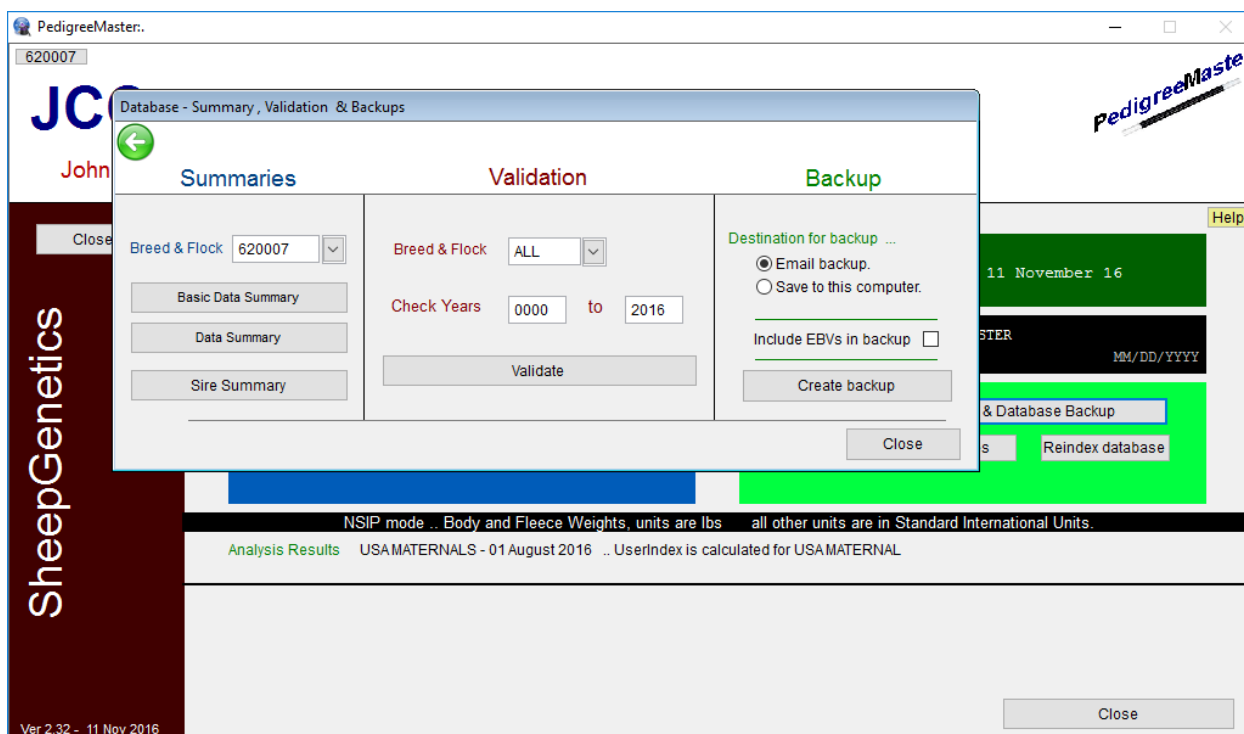 PedigreeMaster:.
620007
JC
John
PedigreeMaste
Database - Summary , Validation & Backups
Summaries
Validation
Backup
Breed & Flock 620007
Basic Data Summary
Data Summary
Sire Summary
Breed & Flock ALL
Check Years 0000 to 2016
Validate
Destination for backup ...
Email backup.
Save to this computer.
Include EBVs in backup
Create backup
Close
Help
Close
11 November 16
STER
MM/DD/YYYY
& Database Backup
s Reindex database
NSIP mode .. Body and Fleece Weights, units are lbs all other units are in Standard International Units.
Analysis Results USA MATERNALS - 01 August 2016 .. UserIndex is calculated for USA MATERNAL
SheepGenetics
Close
Ver 2.32 - 11 Nov 2016